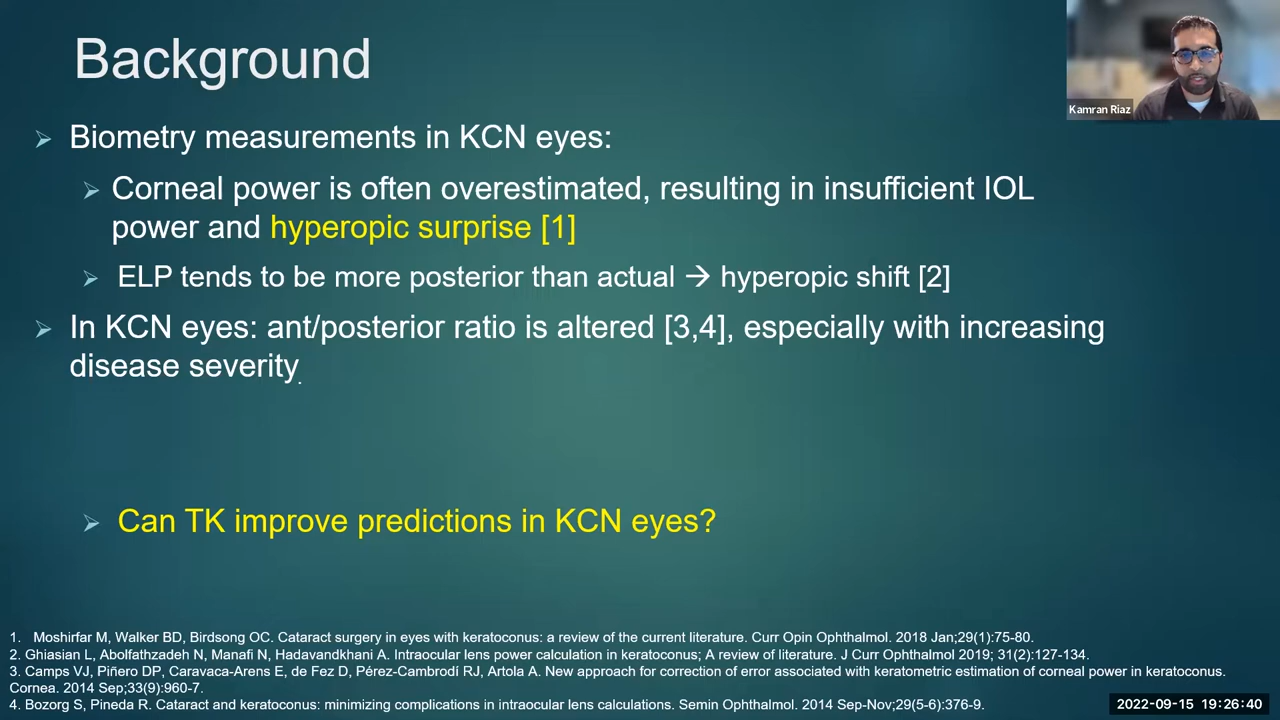 Background
Kamran Riaz
Biometry measurements in KCN eyes:
Corneal power is often overestimated, resulting in insufficient IOL
power and hyperopic surprise [1]
ELP tends to be more posterior than actual → hyperopic shift [2]
In KCN eyes: ant/posterior ratio is altered [3,4], especially with increasing
disease severity.
Can TK improve predictions in KCN eyes?
1. Moshirfar M, Walker BD, Birdsong OC. Cataract surgery in eyes with keratoconus: a review of the current literature. Curr Opin Ophthalmol. 2018 Jan;29(1):75-80.
2. Ghiasian L, Abolfathzadeh N, Manafi N, Hadavandkhani A. Intraocular lens power calculation in keratoconus; A review of literature. J Curr Ophthalmol 2019; 31(2):127-134.
3. Camps VJ, Piñero DP, Caravaca-Arens E, de Fez D, Pérez-Cambrodí RJ, Artola A. New approach for correction of error associated with keratometric estimation of corneal power in keratoconus.
Cornea. 2014 Sep;33(9):960-7.
4. Bozorg S, Pineda R. Cataract and keratoconus: minimizing complications in intraocular lens calculations. Semin Ophthalmol. 2014 Sep-Nov;29(5-6):376-9.
2022-09-15 19:26:40